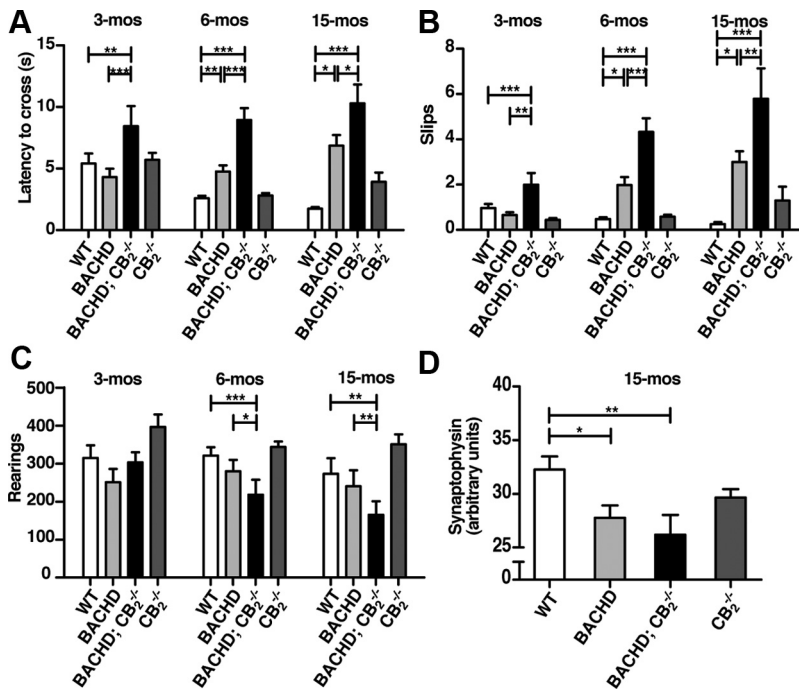 A
3-mos
6-mos
15-mos
Latency to cross (s)
15
10
5
0
**
***
***
**
***
***
*
*
WT
BACHD
BACHD; CB₂⁻/⁻
CB₂⁻/⁻
WT
BACHD
BACHD; CB₂⁻/⁻
CB₂⁻/⁻
WT
BACHD
BACHD; CB₂⁻/⁻
CB₂⁻/⁻
B
3-mos
6-mos
15-mos
Slips
8
6
4
2
0
***
**
***
*
***
***
*
**
WT
BACHD
BACHD; CB₂⁻/⁻
CB₂⁻/⁻
WT
BACHD
BACHD; CB₂⁻/⁻
CB₂⁻/⁻
WT
BACHD
BACHD; CB₂⁻/⁻
CB₂⁻/⁻
C
3-mos
6-mos
15-mos
Rearings
500
400
300
200
100
0
***
*
**
**
WT
BACHD
BACHD; CB₂⁻/⁻
CB₂⁻/⁻
WT
BACHD
BACHD; CB₂⁻/⁻
CB₂⁻/⁻
WT
BACHD
BACHD; CB₂⁻/⁻
CB₂⁻/⁻
D
15-mos
Synaptophysin
(arbitrary units)
40
35
30
25
0
**
*
WT
BACHD
BACHD; CB₂⁻/⁻
CB₂⁻/⁻